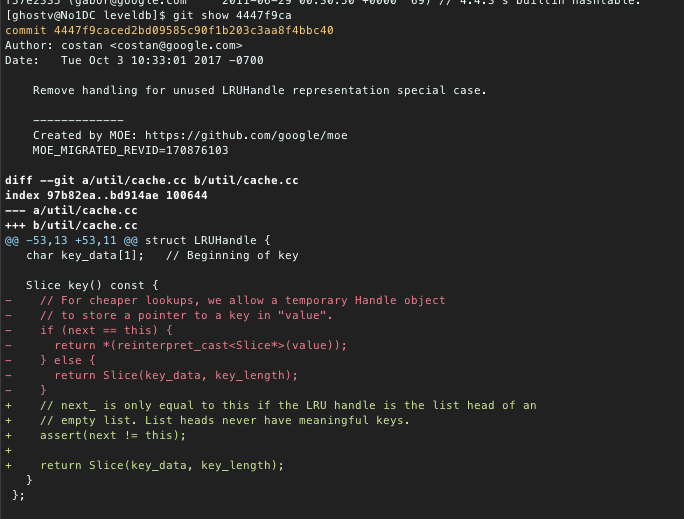 f57e2335 (gabor@google.com     2011-06-29 00:30:50 +0000  69) // 4.4.3's builtin hashtable.
[ghostv@No1DC leveldb]$ git show 4447f9ca
commit 4447f9caced2bd09585c90f1b203c3aa8f4bbc40
Author: costan <costan@google.com>
Date:   Tue Oct 3 10:33:01 2017 -0700

    Remove handling for unused LRUHandle representation special case.

    -------------
    Created by MOE: https://github.com/google/moe
    MOE_MIGRATED_REVID=170876103

diff --git a/util/cache.cc b/util/cache.cc
index 97b82ea..bd914ae 100644
--- a/util/cache.cc
+++ b/util/cache.cc
@@ -53,13 +53,11 @@ struct LRUHandle {
   char key_data[1];   // Beginning of key

   Slice key() const {
-    // For cheaper lookups, we allow a temporary Handle object
-    // to store a pointer to a key in "value".
-    if (next == this) {
-      return *(reinterpret_cast<Slice*>(value));
-    } else {
-      return Slice(key_data, key_length);
-    }
+    // next_ is only equal to this if the LRU handle is the list head of an
+    // empty list. List heads never have meaningful keys.
+    assert(next != this);
+
+    return Slice(key_data, key_length);
   }
 };